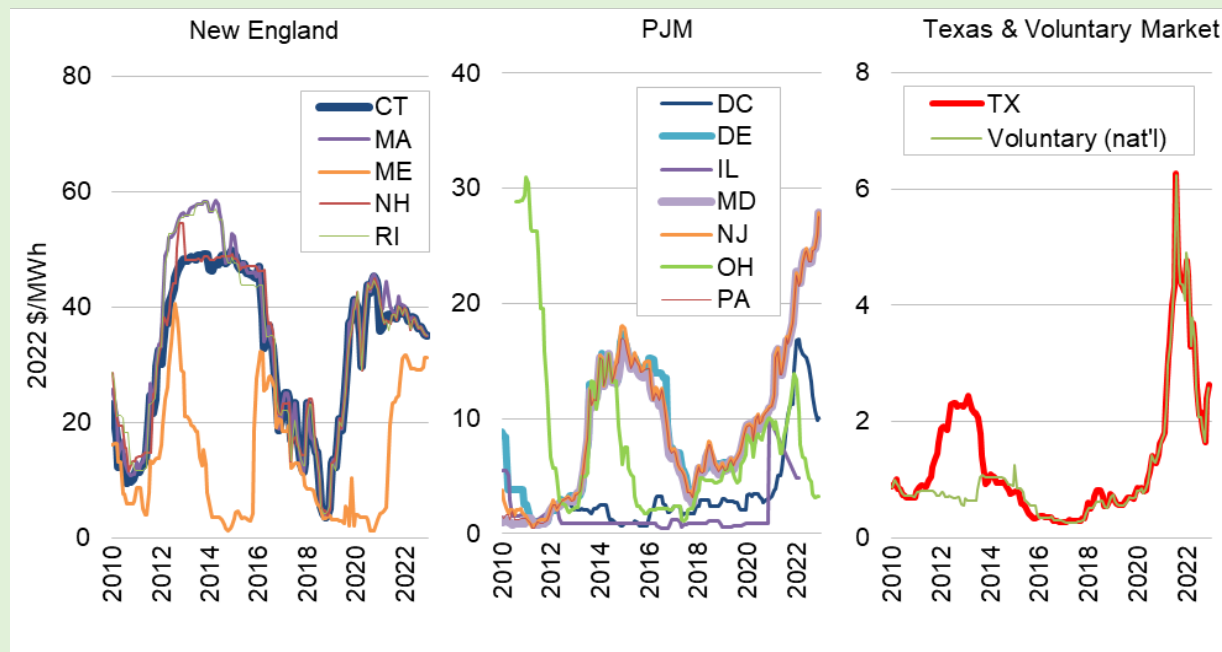 New England
PJM
Texas & Voluntary Market
2022 $/MWh
80
60
40
20
0
CT
MA
ME
NH
RI
2010
2012
2014
2016
2018
2020
2022
40
30
20
10
0
DC
DE
IL
MD
NJ
OH
PA
2010
2012
2014
2016
2018
2020
2022
8
6
4
2
0
TX
Voluntary (nat'l)
2010
2012
2014
2016
2018
2020
2022